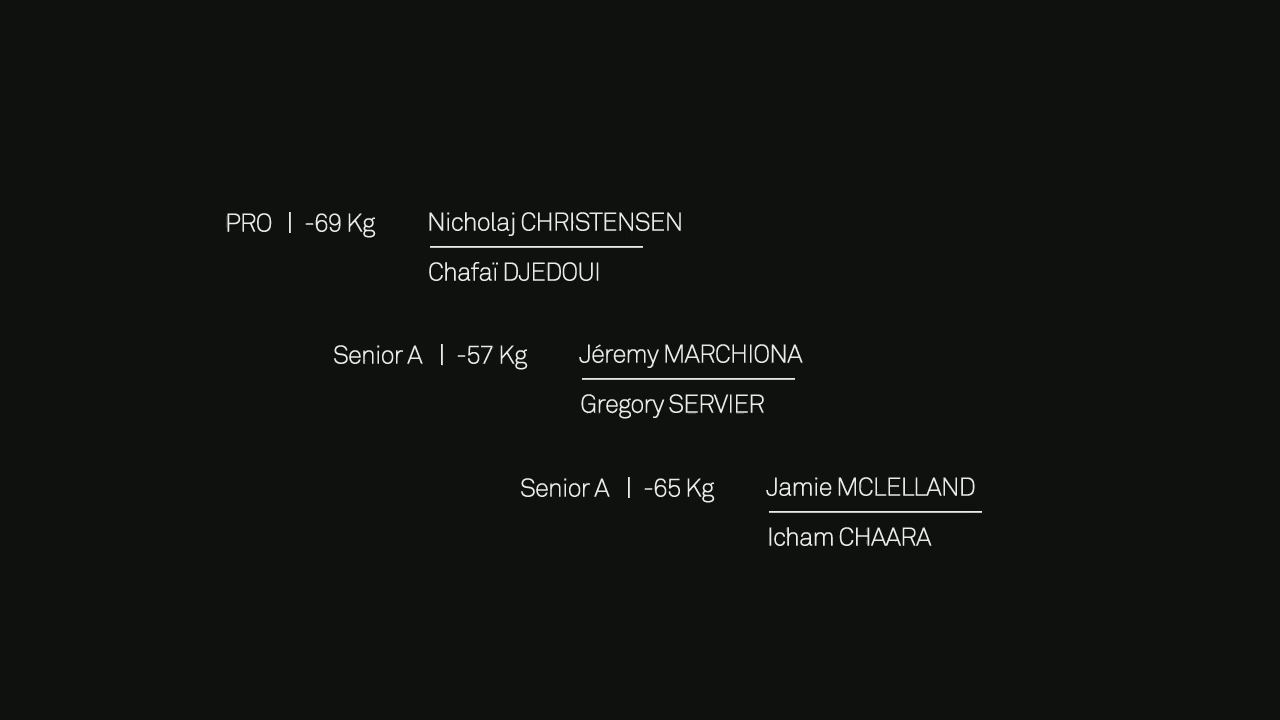 PRO | -69 Kg Nicholaj CHRISTENSEN
Chafaï DJEDOUI
Senior A | -57 Kg Jéremy MARCHIONA
Gregory SERVIER
Senior A | -65 Kg Jamie MCLELLAND
Icham CHAARA